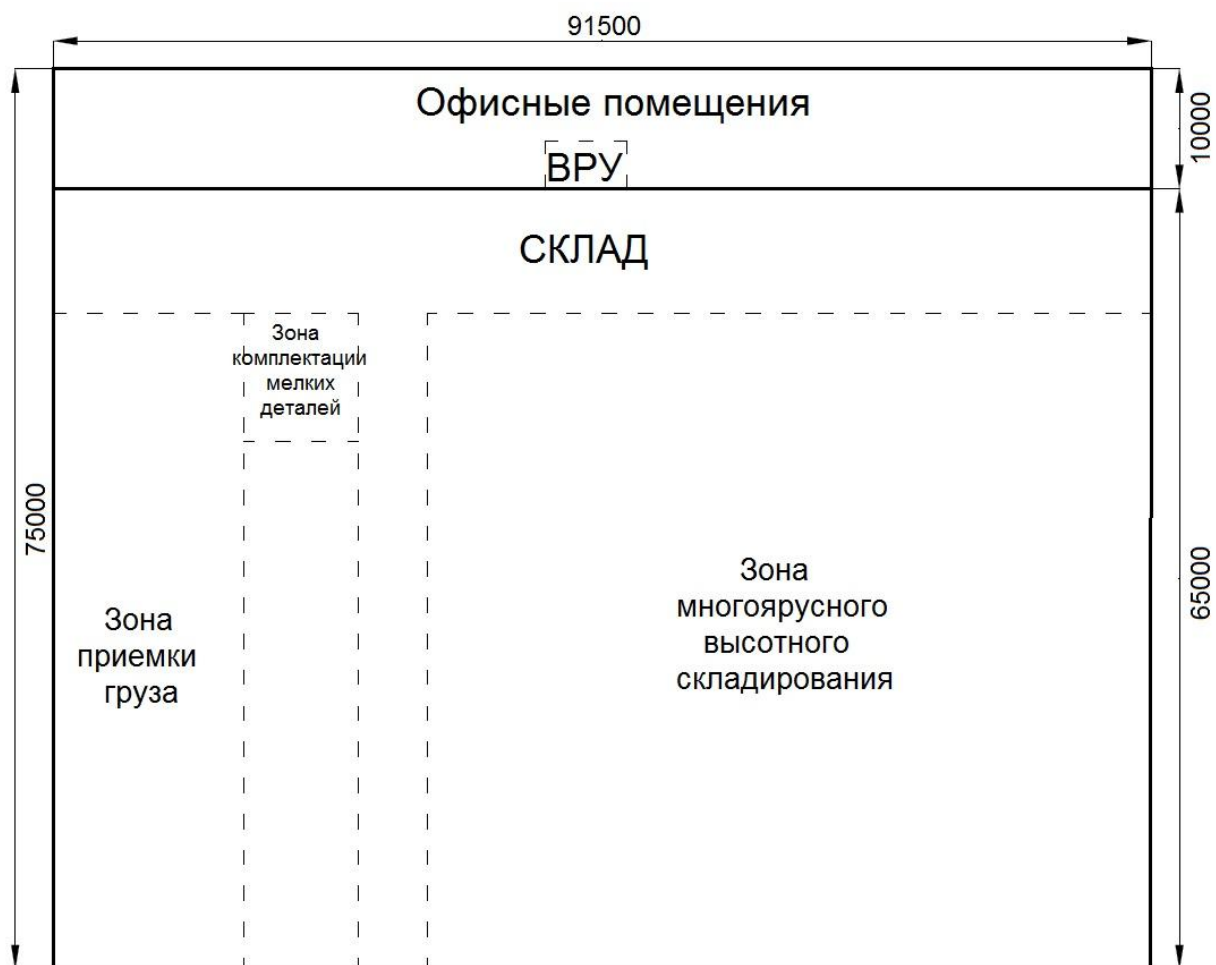 91500
Офисные помещения
10000
ВРУ
СКЛАД
Зона
комплектации
мелких
деталей
75000
Зона
приемки
груза
Зона
многоярусного
высотного
складирования
65000